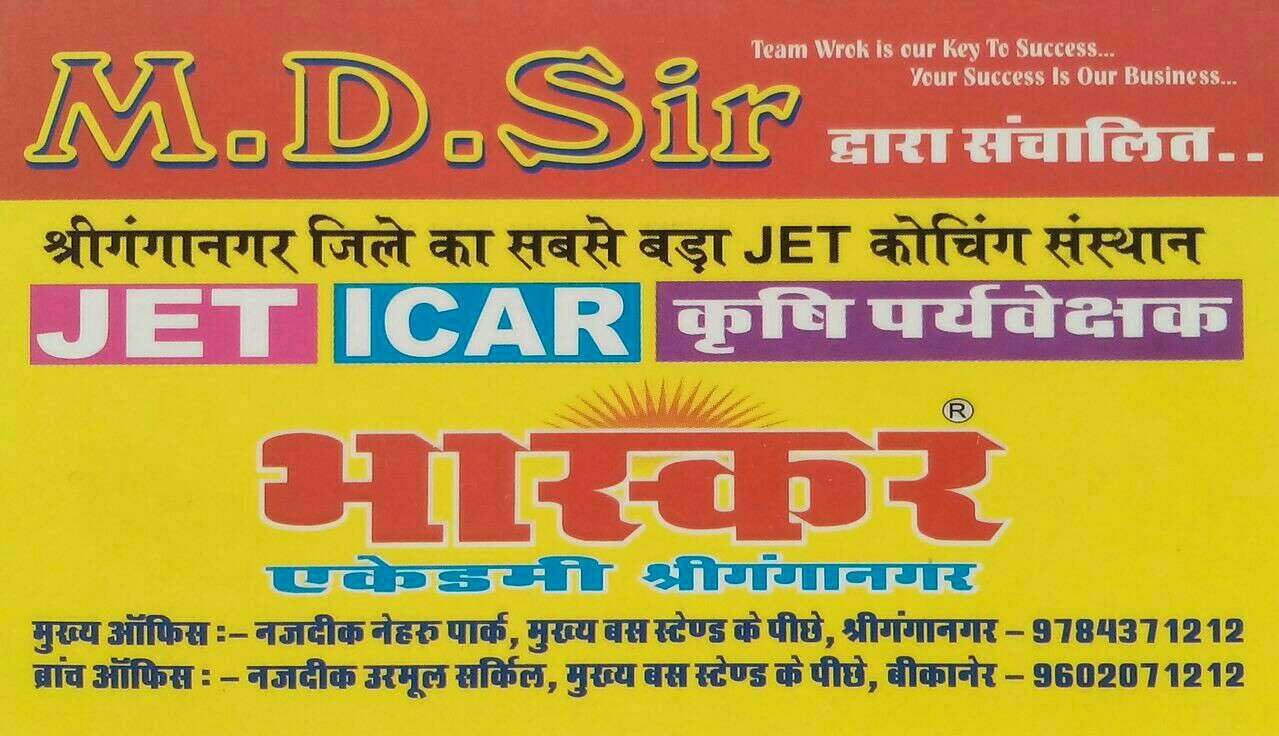 M.D.Sir
Team Wrok is our Key To Success...
Your Success Is Our Business...
द्वारा संचालित..
श्रीगंगानगर जिले का सबसे बड़ा JET कोचिंग संस्थान
JET ICAR कृषि पर्यवेक्षक
भास्कर ®
एकेडमी श्रीगंगानगर
मुख्य ऑफिस :– नजदीक नेहरु पार्क, मुख्य बस स्टेण्ड के पीछे, श्रीगंगानगर – 9784371212
ब्रांच ऑफिस : – नजदीक उरमूल सर्किल, मुख्य बस स्टेण्ड के पीछे, बीकानेर – 9602071212